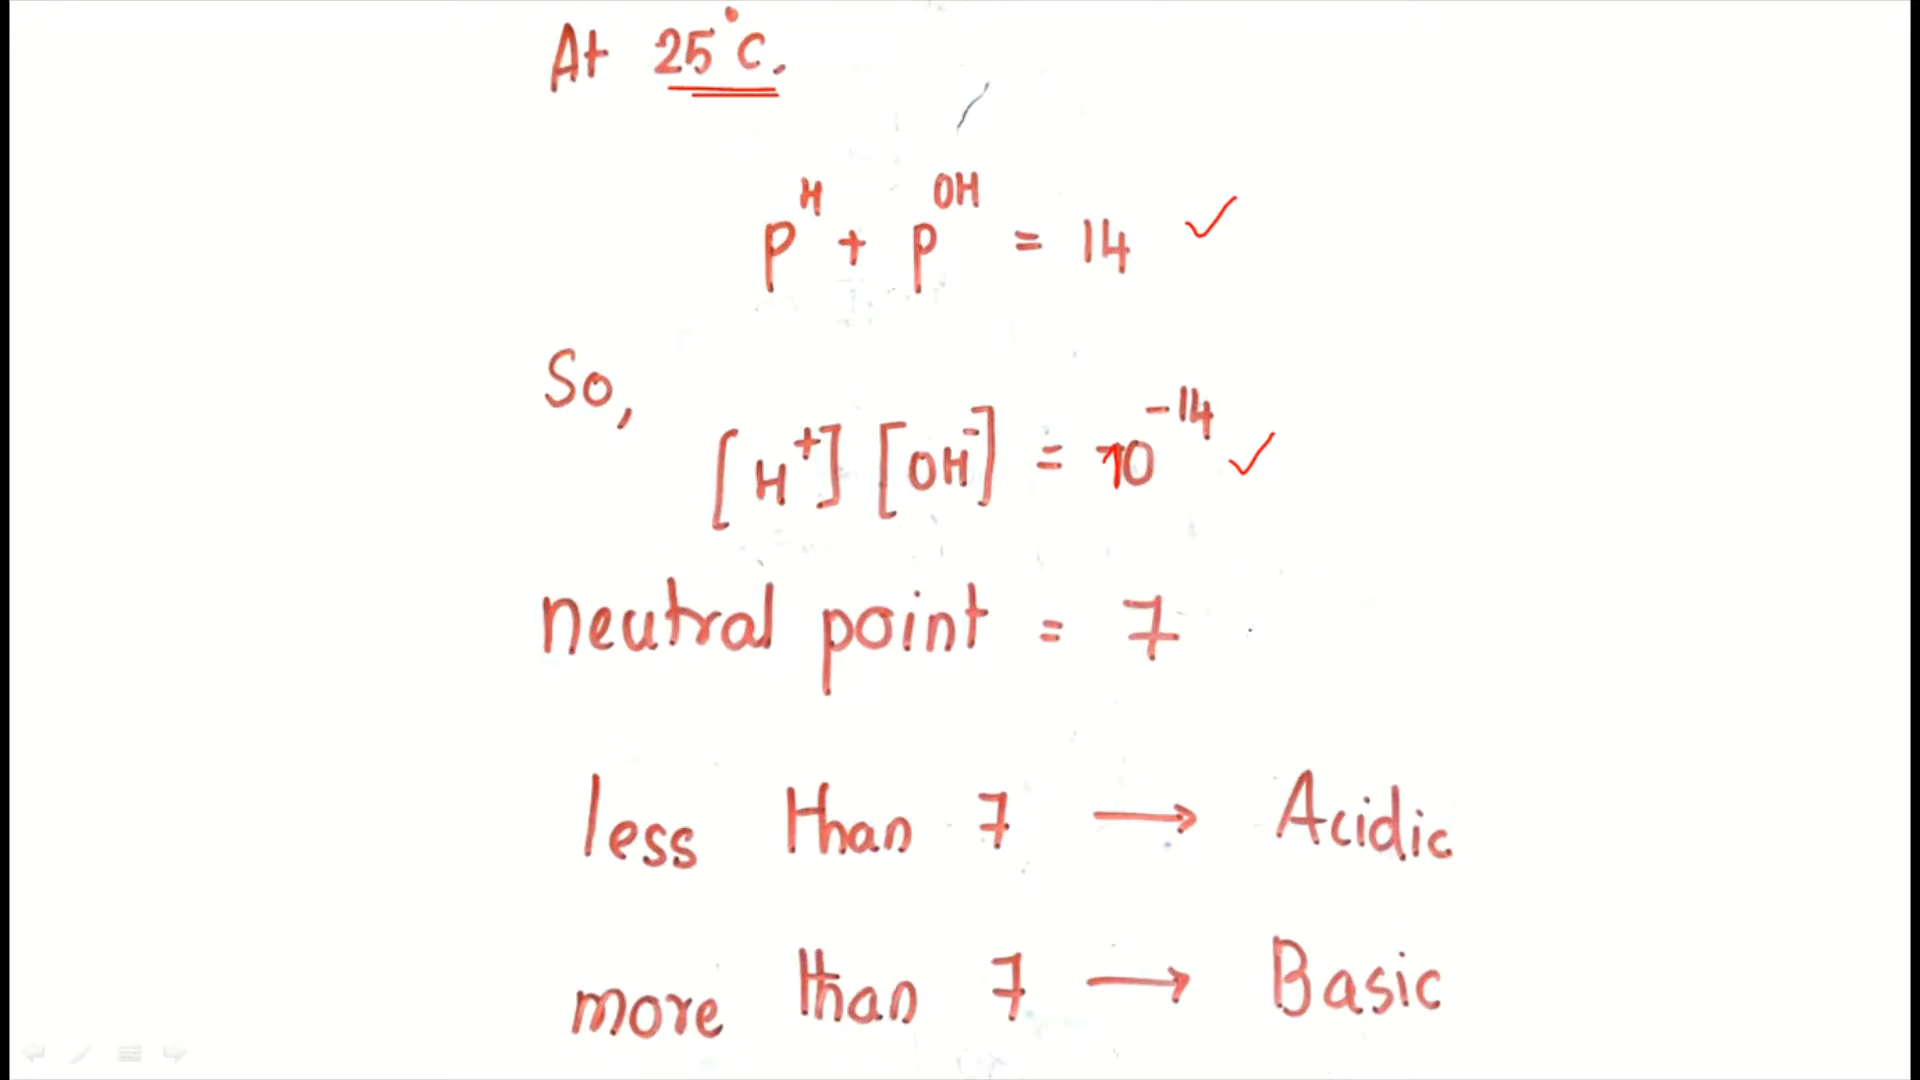 At 25°C.
pᴴ + pᴼᴴ = 14 ✓
So,
[H⁺] [OH⁻] = 10⁻¹⁴ ✓
neutral point = 7
less than 7 → Acidic
more than 7 → Basic